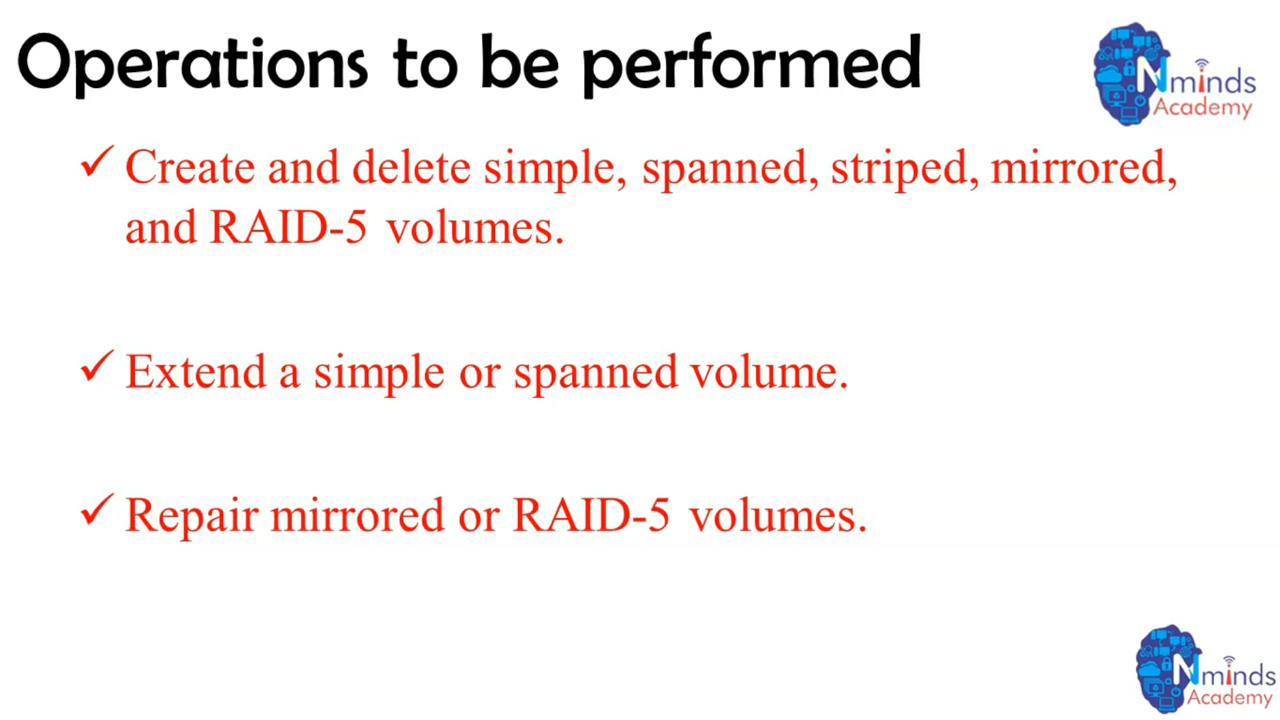 Operations to be performed
Nminds
Academy
✓ Create and delete simple, spanned, striped, mirrored,
and RAID-5 volumes.
✓ Extend a simple or spanned volume.
✓ Repair mirrored or RAID-5 volumes.
Nminds
Academy